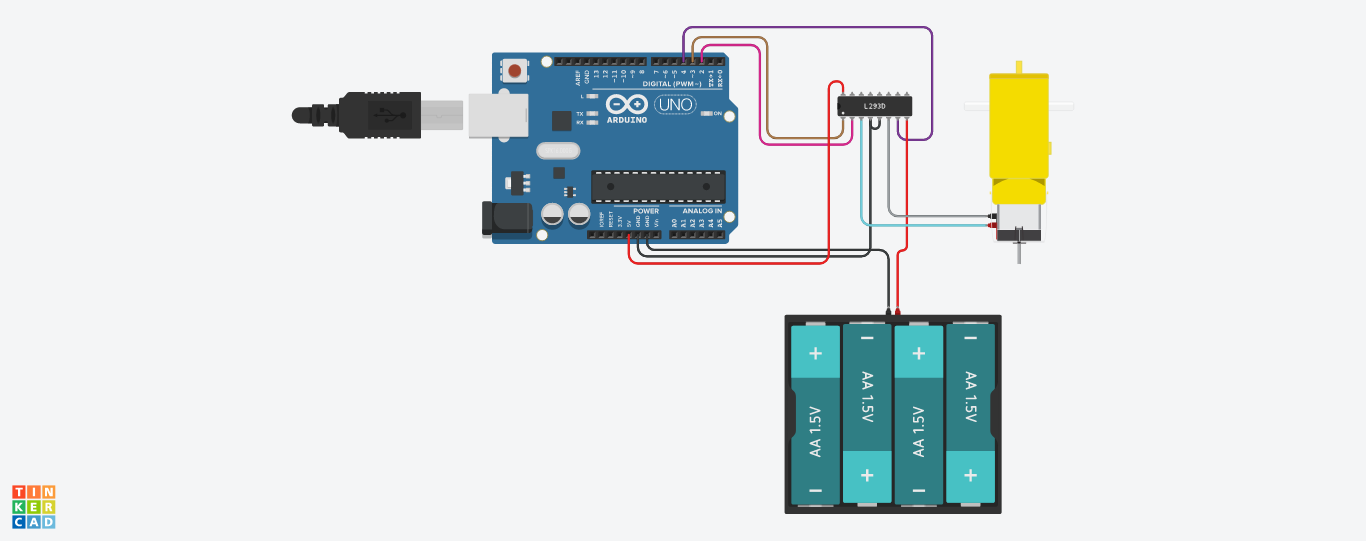 AREF
GND
13
12
~11
~10
~9
8
7
~6
~5
4
~3
2
TX→1
RX←0
DIGITAL (PWM~)
L
TX
RX
UNO
ARDUINO
ON
L293D
POWER
ANALOG IN
IOREF
RESET
3.3V
5V
GND
GND
Vin
A0
A1
A2
A3
A4
A5
AA 1.5V
AA 1.5V
AA 1.5V
AA 1.5V
TIN
KER
CAD